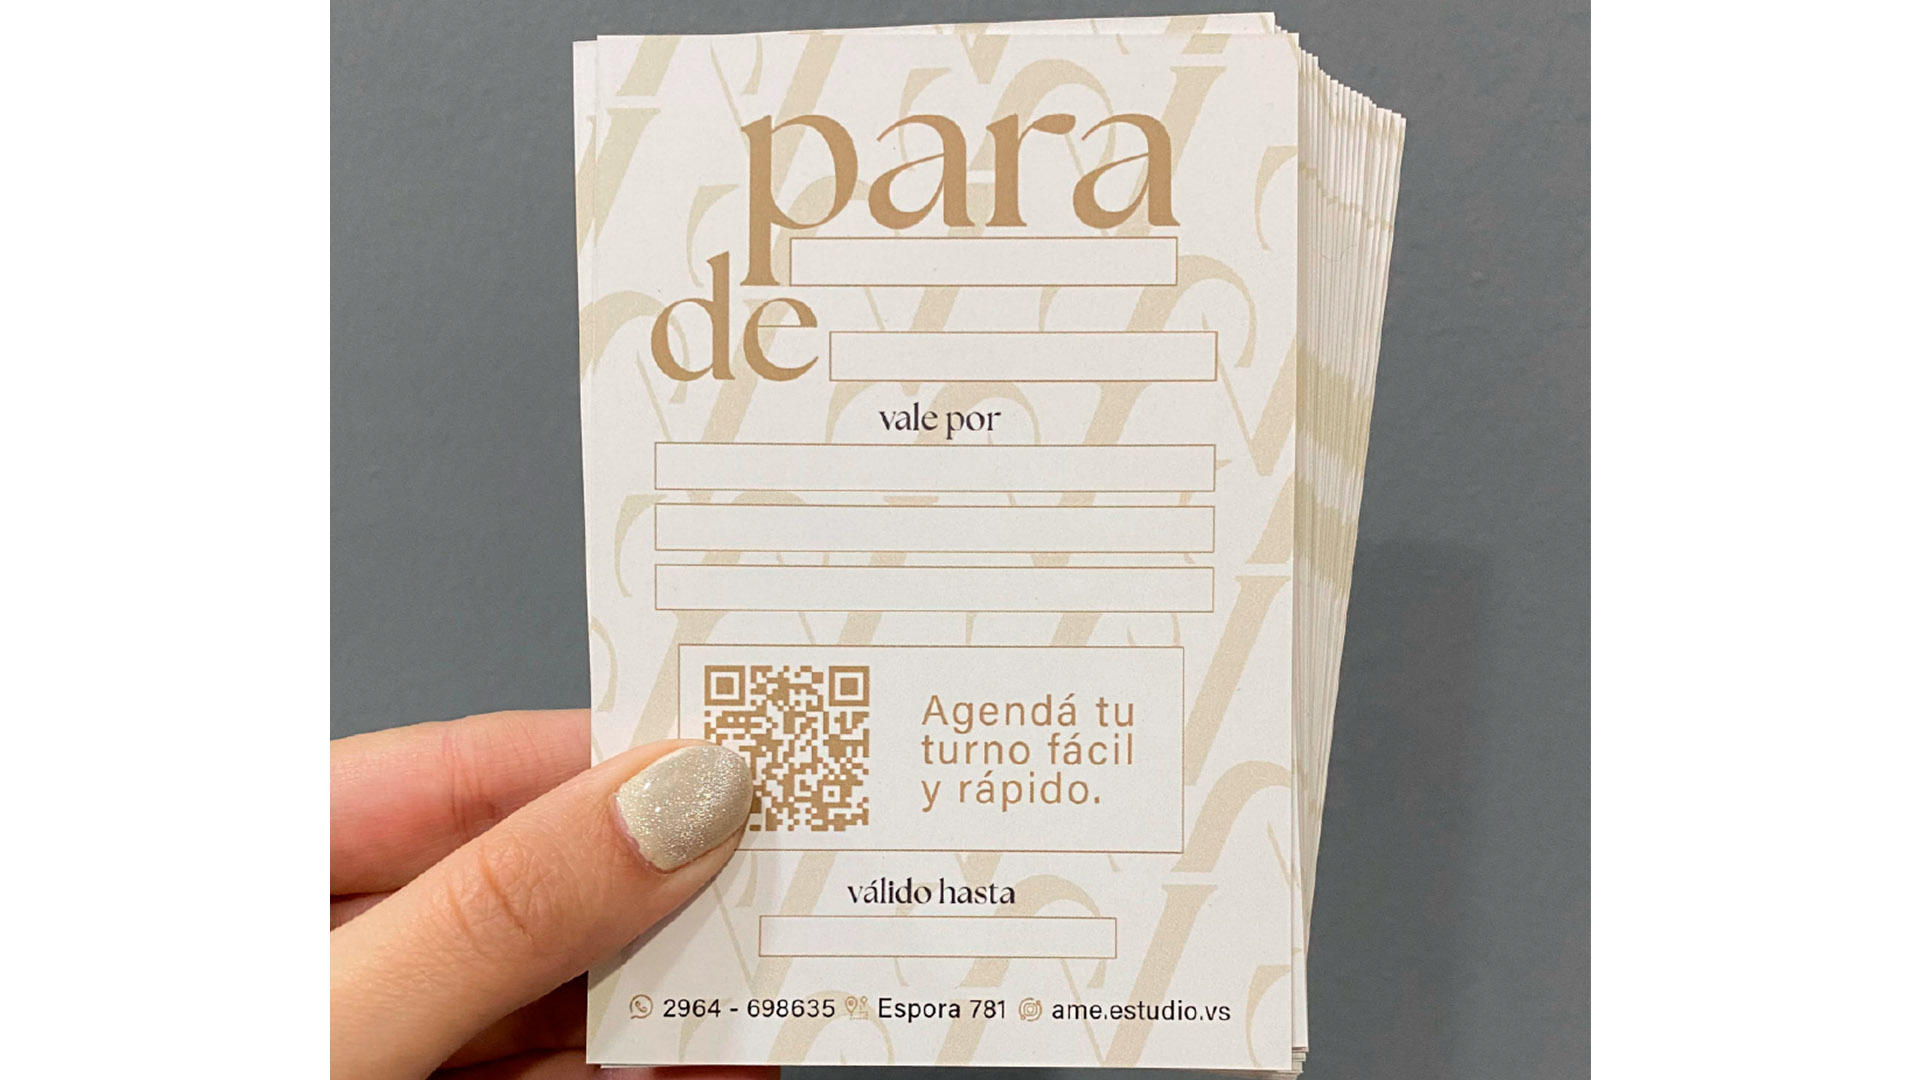 para
de
vale por
Agendá tu
turno fácil
y rápido.
válido hasta
2964 - 698635 Espora 781 ame.estudio.vs